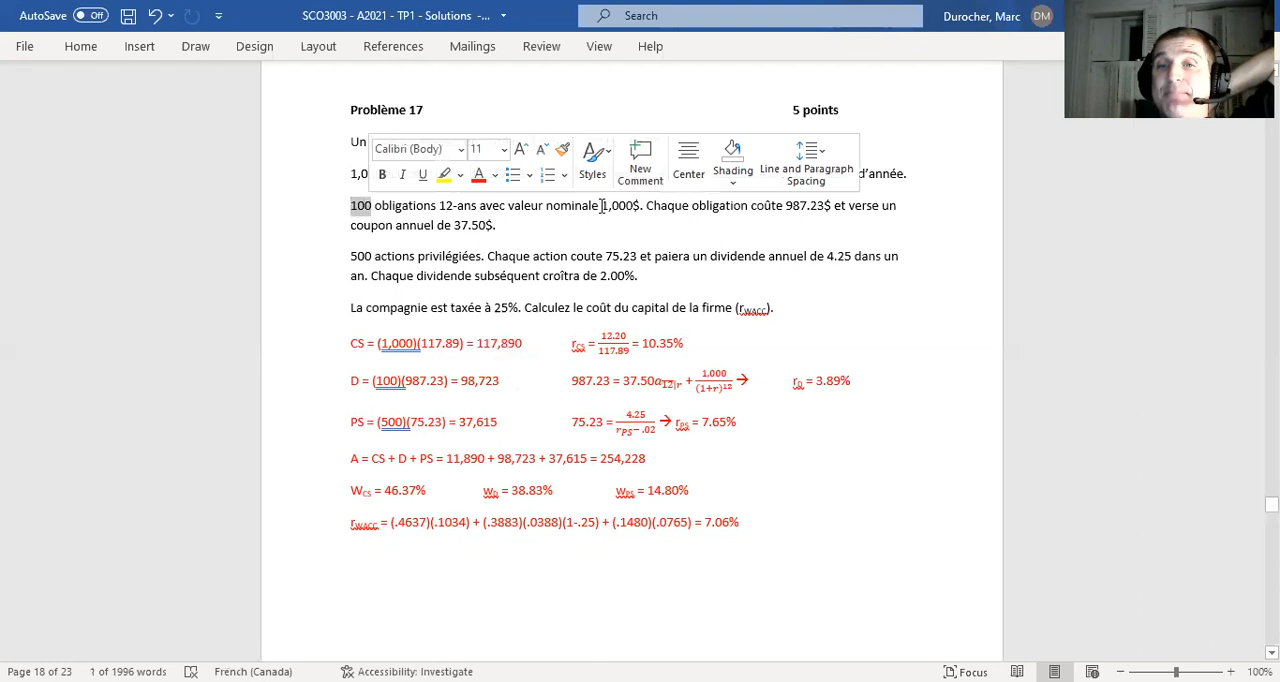 AutoSave Off
SCO3003 - A2021 - TP1 - Solutions -...
Search
Durocher, Marc DM
File Home Insert Draw Design Layout References Mailings Review View Help
Problème 17 5 points
Un
Calibri (Body) 11
B I U
Styles New Comment Center Shading Line and Paragraph Spacing
1,0 d'année.
100 obligations 12-ans avec valeur nominale 1,000$. Chaque obligation coûte 987.23$ et verse un
coupon annuel de 37.50$.
500 actions privilégiées. Chaque action coute 75.23 et paiera un dividende annuel de 4.25 dans un
an. Chaque dividende subséquent croîtra de 2.00%.
La compagnie est taxée à 25%. Calculez le coût du capital de la firme (rWACC).
CS = (1,000)(117.89) = 117,890 rCS = 12.20/117.89 = 10.35%
D = (100)(987.23) = 98,723 987.23 = 37.50a12|r + 1.000/(1+r)^12 → rD = 3.89%
PS = (500)(75.23) = 37,615 75.23 = 4.25/rPS− .02 → rPS = 7.65%
A = CS + D + PS = 11,890 + 98,723 + 37,615 = 254,228
WCS = 46.37% wD = 38.83% wPS = 14.80%
rWACC = (.4637)(.1034) + (.3883)(.0388)(1-.25) + (.1480)(.0765) = 7.06%
Page 18 of 23 1 of 1996 words French (Canada) Accessibility: Investigate Focus 100%